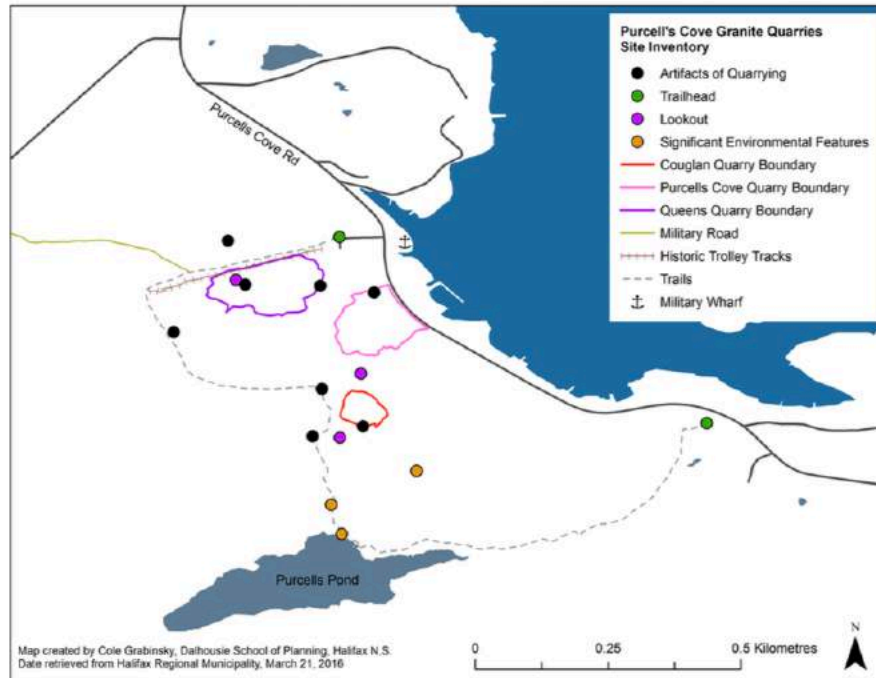 Purcell's Cove Granite Quarries
Site Inventory
Artifacts of Quarrying
Trailhead
Lookout
Significant Environmental Features
Couglan Quarry Boundary
Purcells Cove Quarry Boundary
Queens Quarry Boundary
Military Road
Historic Trolley Tracks
Trails
Military Wharf
Purcells Cove Rd
Purcells Pond
Map created by Cole Grabinsky, Dalhousie School of Planning, Halifax N.S.
Date retrieved from Halifax Regional Municipality, March 21, 2016
0 0.25 0.5 Kilometres
N